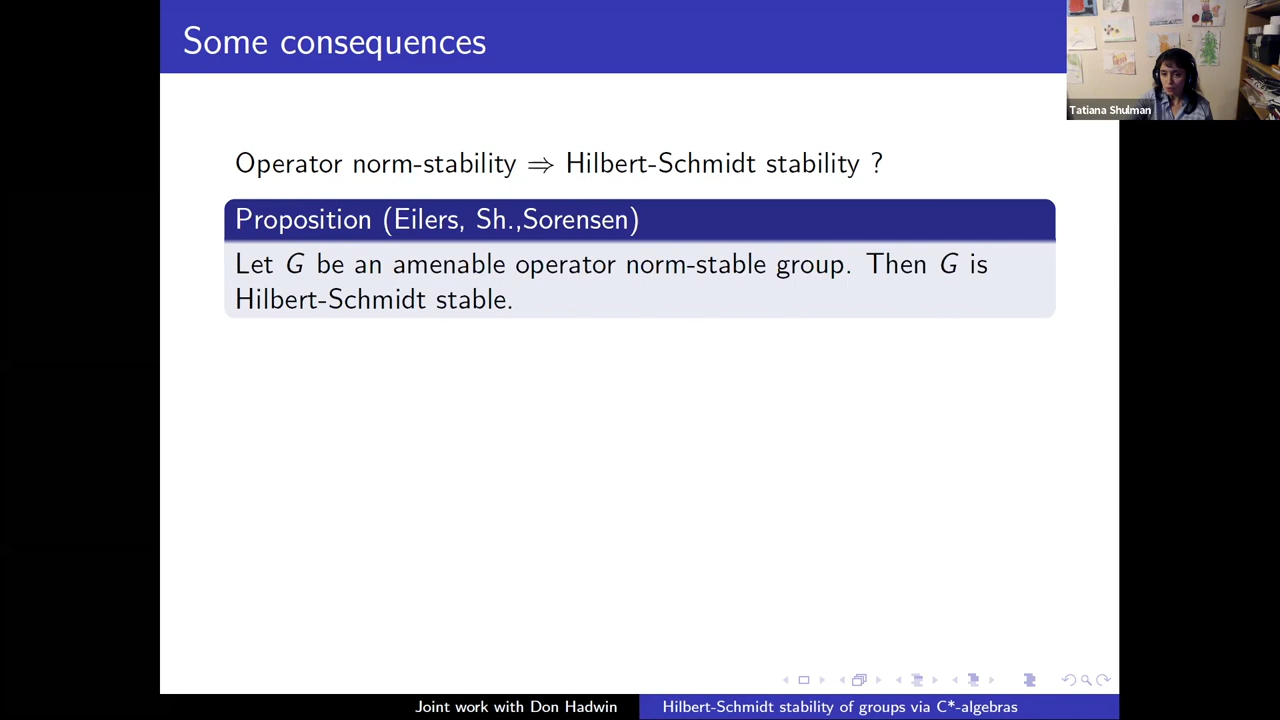 Some consequences
Tatiana Shulman
Operator norm-stability ⇒ Hilbert-Schmidt stability ?
Proposition (Eilers, Sh.,Sorensen)
Let G be an amenable operator norm-stable group. Then G is
Hilbert-Schmidt stable.
Joint work with Don Hadwin
Hilbert-Schmidt stability of groups via C*-algebras